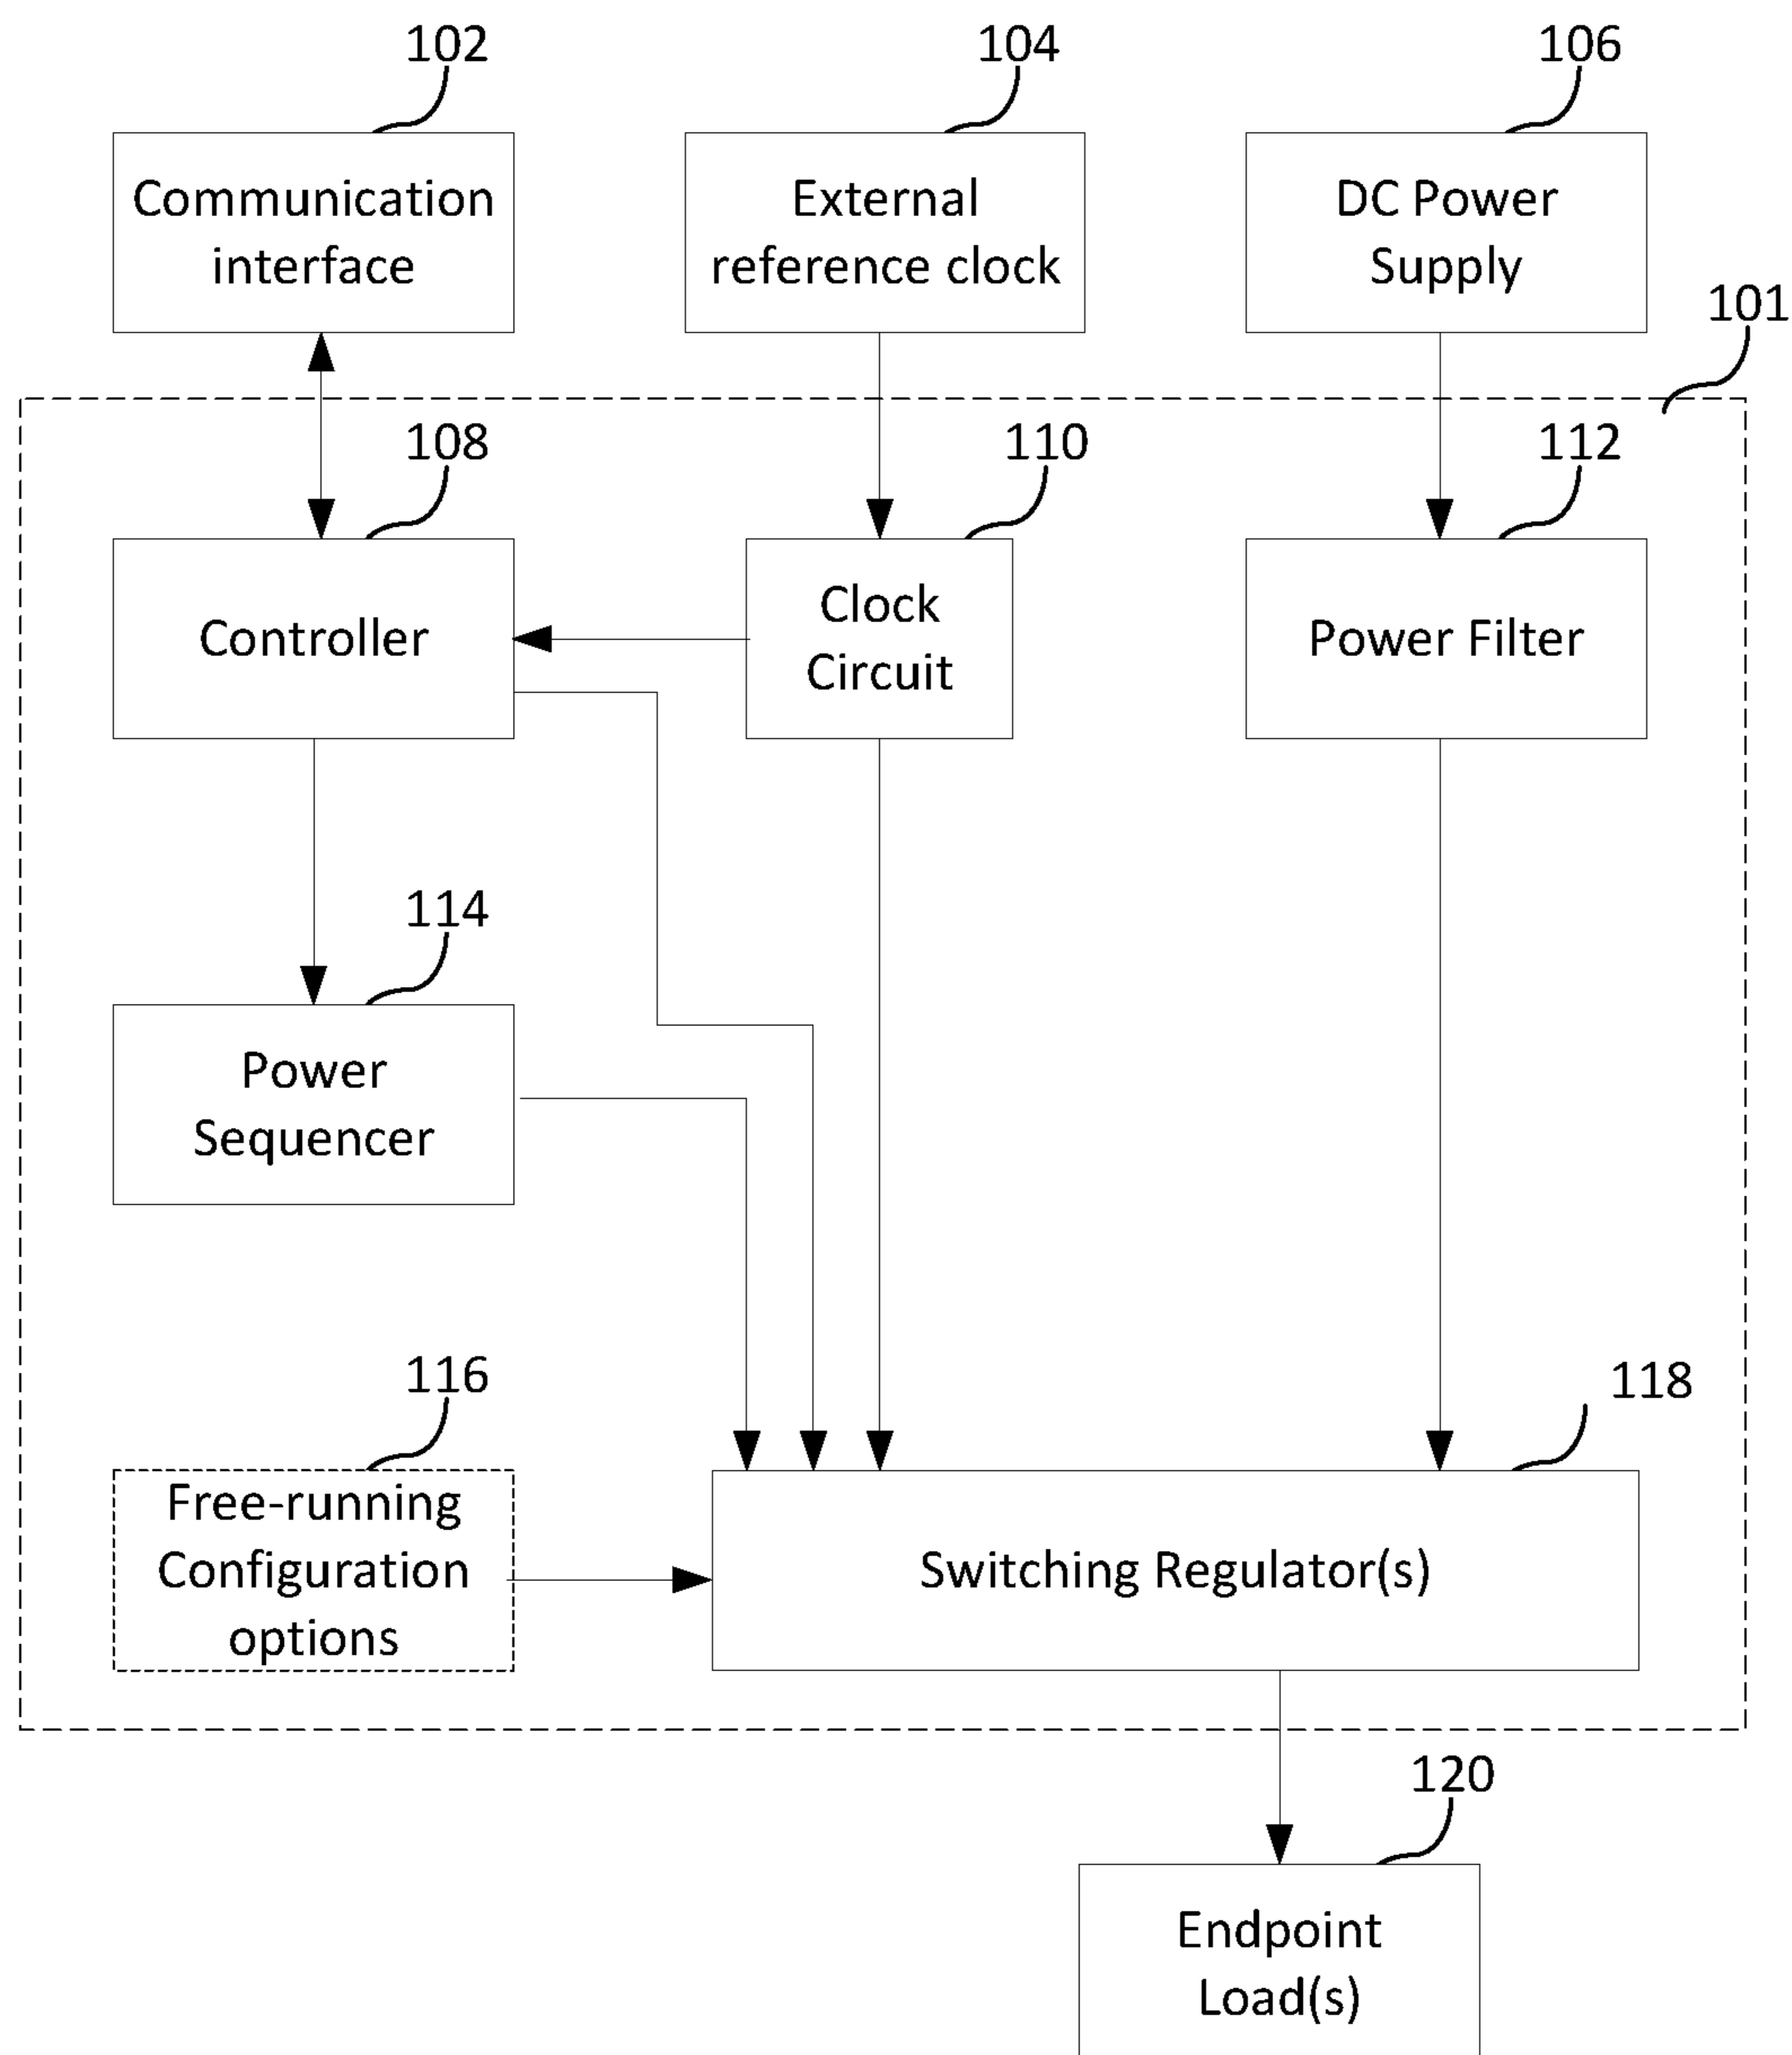 102
104
106
Communication
interface
External
reference clock
DC Power
Supply
101
108
110
112
Controller
Clock
Circuit
Power Filter
114
Power
Sequencer
116
118
Free-running
Configuration
options
Switching Regulator(s)
120
Endpoint
Load(s)